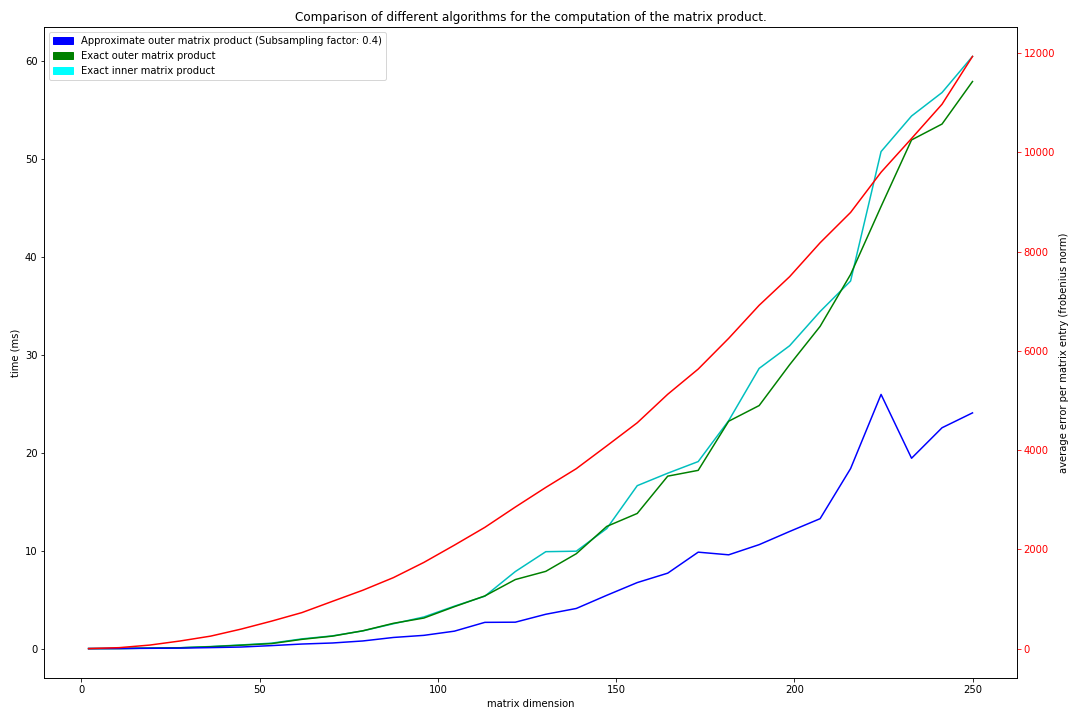 Comparison of different algorithms for the computation of the matrix product.
Approximate outer matrix product (Subsampling factor: 0.4)
Exact outer matrix product
Exact inner matrix product
60
50
40
30
20
10
0
time (ms)
12000
10000
8000
6000
4000
2000
0
average error per matrix entry (frobenius norm)
0 50 100 150 200 250
matrix dimension